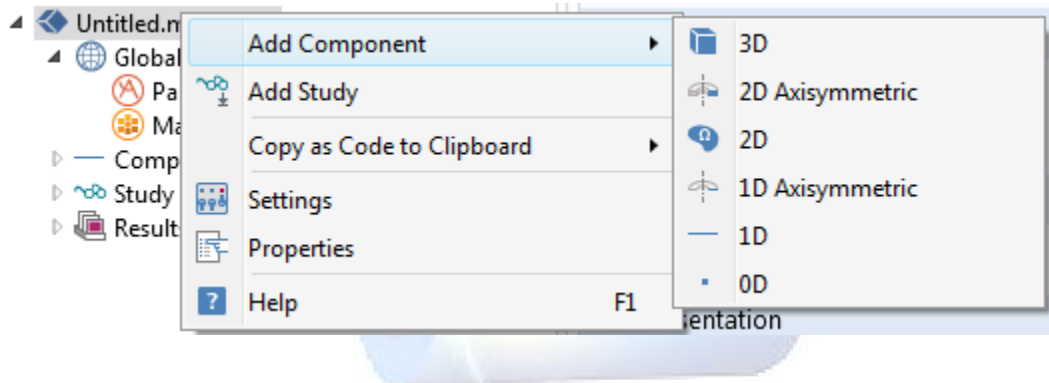 Untitled.m
Global
Pa
Ma
Comp
Study
Result
Add Component
Add Study
Copy as Code to Clipboard
Settings
Properties
Help F1
3D
2D Axisymmetric
2D
1D Axisymmetric
1D
0D
entation